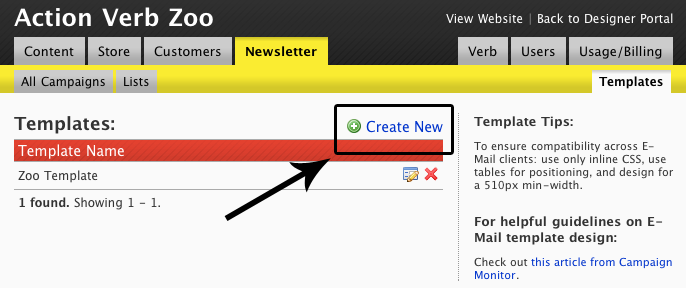 Action Verb Zoo
View Website | Back to Designer Portal
Content Store Customers Newsletter Verb Users Usage/Billing
All Campaigns Lists Templates
Templates:
Create New
Template Name
Zoo Template
1 found. Showing 1 - 1.
Template Tips:
To ensure compatibility across E-
Mail clients: use only inline CSS, use
tables for positioning, and design for
a 510px min-width.
For helpful guidelines on E-
Mail template design:
Check out this article from Campaign
Monitor.